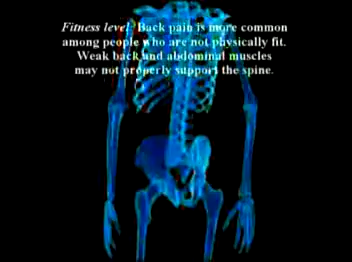 Fitness level: Back pain is more common
among people who are not physically fit.
Weak back and abdominal muscles
may not properly support the spine.